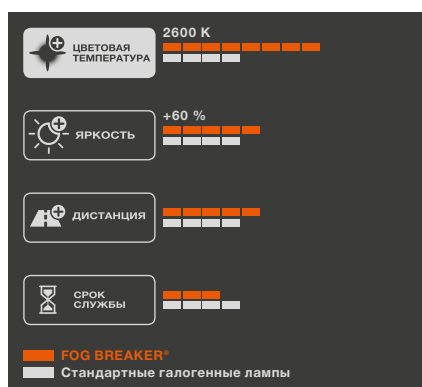 2600 K
ЦВЕТОВАЯ
ТЕМПЕРАТУРА
+60 %
ЯРКОСТЬ
ДИСТАНЦИЯ
СРОК
СЛУЖБЫ
FOG BREAKER®
Стандартные галогенные лампы